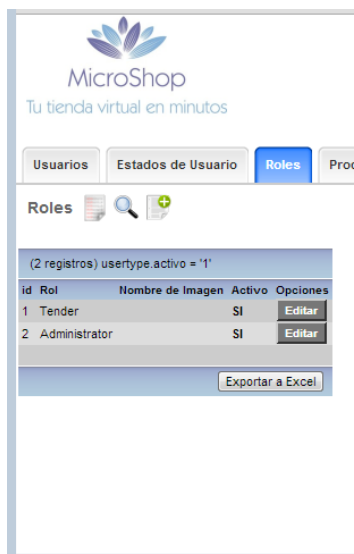 MicroShop
Tu tienda virtual en minutos
Usuarios Estados de Usuario Roles Proc
Roles
(2 registros) usertype.activo = '1'
id Rol Nombre de Imagen Activo Opciones
1 Tender SI Editar
2 Administrator SI Editar
Exportar a Excel